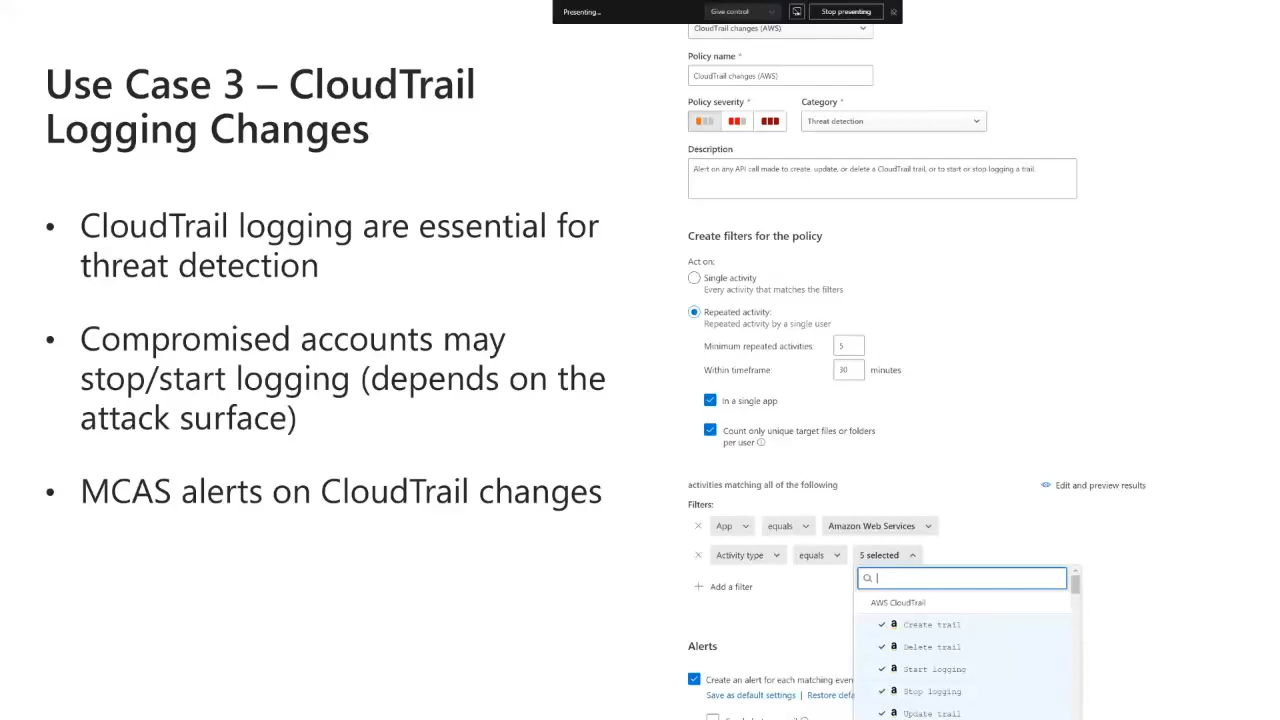 Presenting...
Give control
Stop presenting
Use Case 3 – CloudTrail
Logging Changes
• CloudTrail logging are essential for
threat detection
• Compromised accounts may
stop/start logging (depends on the
attack surface)
• MCAS alerts on CloudTrail changes
CloudTrail changes (AWS)
Policy name *
CloudTrail changes (AWS)
Policy severity *
Category *
Threat detection
Description
Alert on any API call made to create, update, or delete a CloudTrail trail, or to start or stop logging a trail.
Create filters for the policy
Act on:
Single activity
Every activity that matches the filters
Repeated activity:
Repeated activity by a single user
Minimum repeated activities: 5
Within timeframe: 30 minutes
In a single app
Count only unique target files or folders
per user
activities matching all of the following
Edit and preview results
Filters:
App equals Amazon Web Services
Activity type equals 5 selected
Add a filter
AWS CloudTrail
a Create trail
a Delete trail
a Start logging
a Stop logging
a Update trail
Alerts
Create an alert for each matching even
Save as default settings | Restore defa